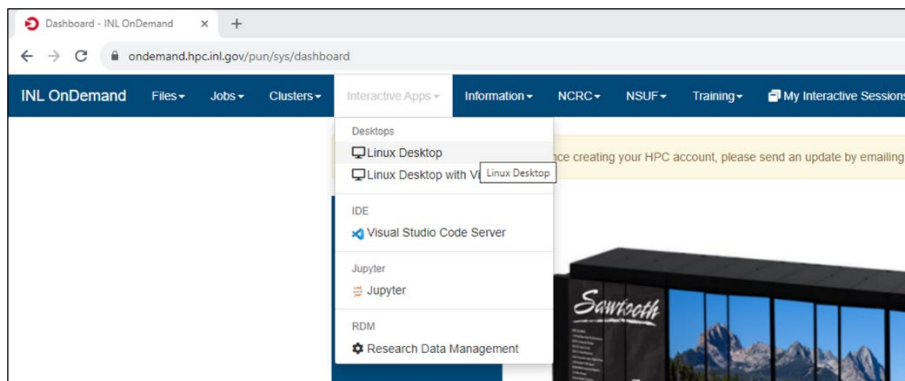 Dashboard - INL OnDemand
ondemand.hpc.inl.gov/pun/sys/dashboard
INL OnDemand Files Jobs Clusters Interactive Apps Information NCRC NSUF Training My Interactive Sessions
Desktops
Linux Desktop
nce creating your HPC account, please send an update by emailing
Linux Desktop with Vi
Linux Desktop
IDE
Visual Studio Code Server
Jupyter
Jupyter
RDM
Research Data Management
Sawtooth